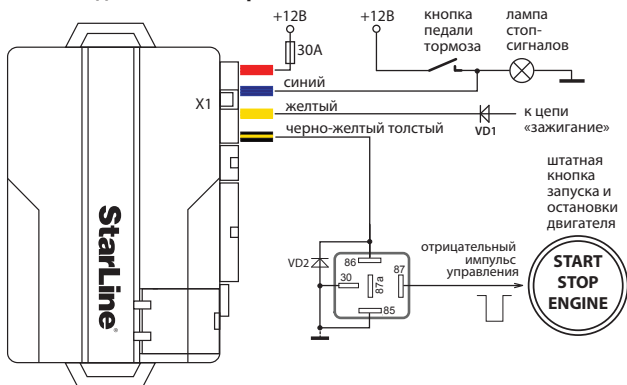 +12В
30А
+12В
кнопка
педали
тормоза
лампа
стоп-
сигналов
X1
синий
желтый
VD1
к цепи
«зажигание»
черно-желтый толстый
штатная
кнопка
запуска и
остановки
двигателя
StarLine®
VD2
86
30
87a
87
85
отрицательный
импульс
управления
START
STOP
ENGINE